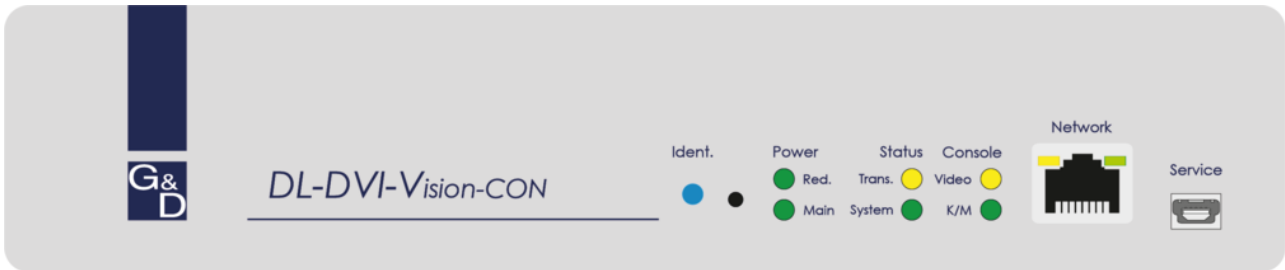 G&D
DL-DVI-Vision-CON
Ident.
Power
Red.
Main
Status
Trans.
System
Console
Video
K/M
Network
Service